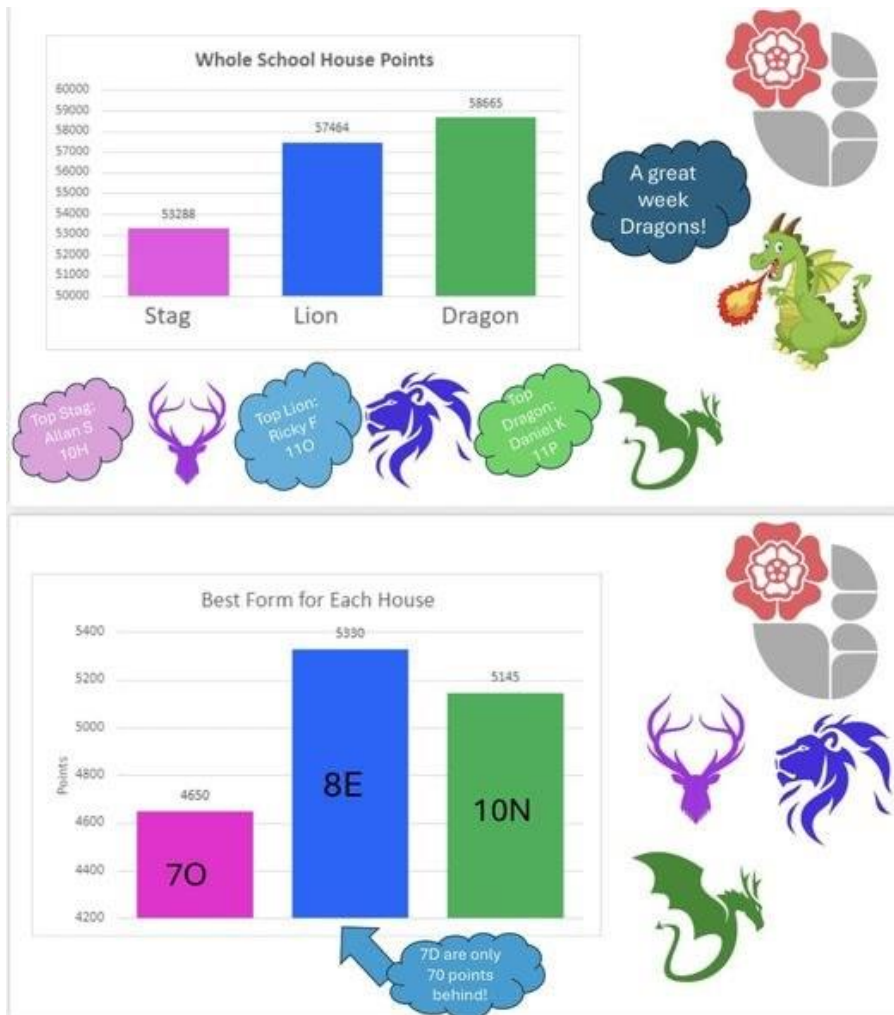 Whole School House Points
60000
59000
58000
57000
56000
55000
54000
53000
52000
51000
50000
53288
57464
58665
Stag
Lion
Dragon
A great
week
Dragons!
Top Stag:
Allan S
10H
Top Lion:
Ricky F
11O
Top
Dragon:
Daniel K
11P
Best Form for Each House
Points
5400
5200
5000
4800
4600
4400
4200
4650
5330
5145
7O
8E
10N
7D are only
70 points
behind!